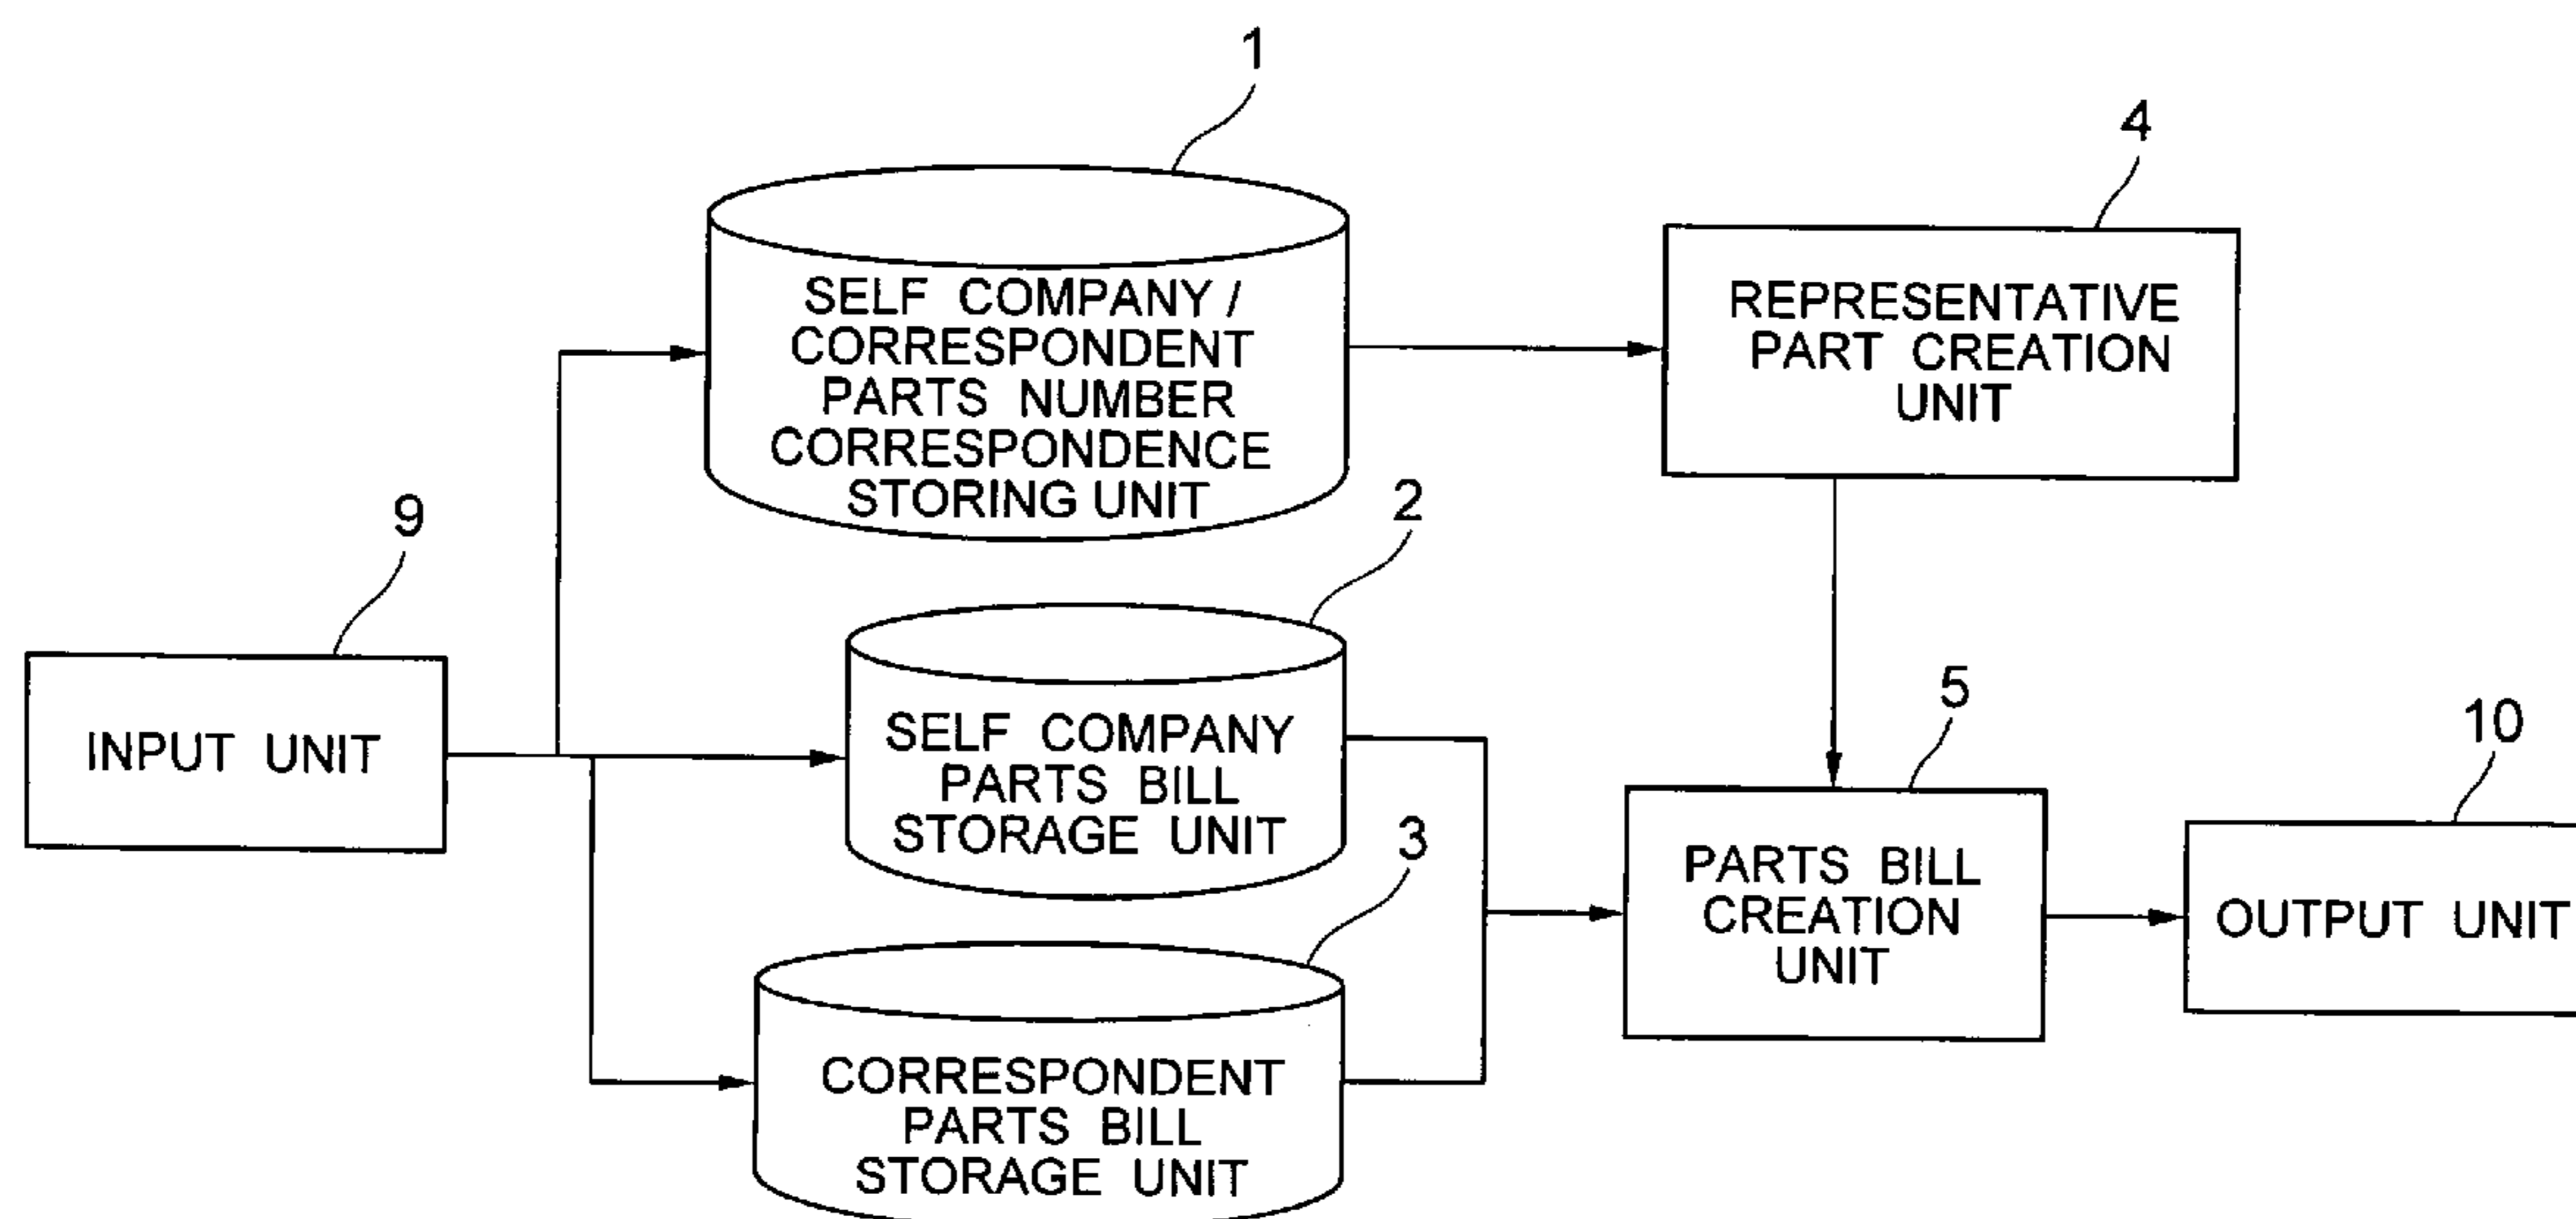 1
4
SELF COMPANY /
CORRESPONDENT
PARTS NUMBER
CORRESPONDENCE
STORING UNIT
REPRESENTATIVE
PART CREATION
UNIT
9
2
INPUT UNIT
SELF COMPANY
PARTS BILL
STORAGE UNIT
5
10
3
PARTS BILL
CREATION
UNIT
OUTPUT UNIT
CORRESPONDENT
PARTS BILL
STORAGE UNIT